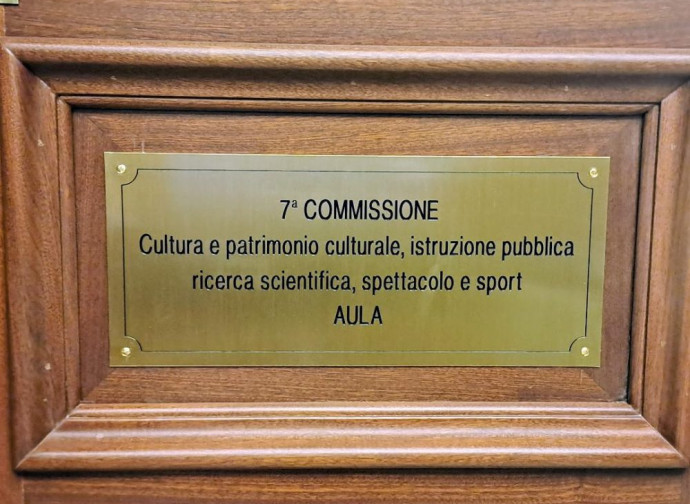 7ª COMMISSIONE
Cultura e patrimonio culturale, istruzione pubblica
ricerca scientifica, spettacolo e sport
AULA